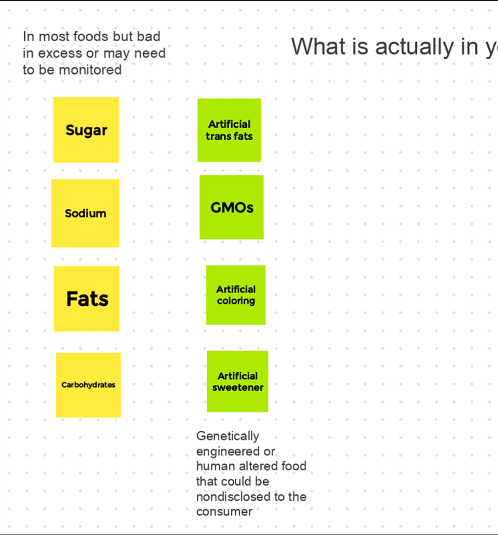 In most foods but bad
in excess or may need
to be monitored
What is actually in
Sugar
Artificial
trans fats
Sodium
GMOs
Fats
Artificial
coloring
Carbohydrates
Artificial
sweetener
Genetically
engineered or
human altered food
that could be
nondisclosed to the
consumer